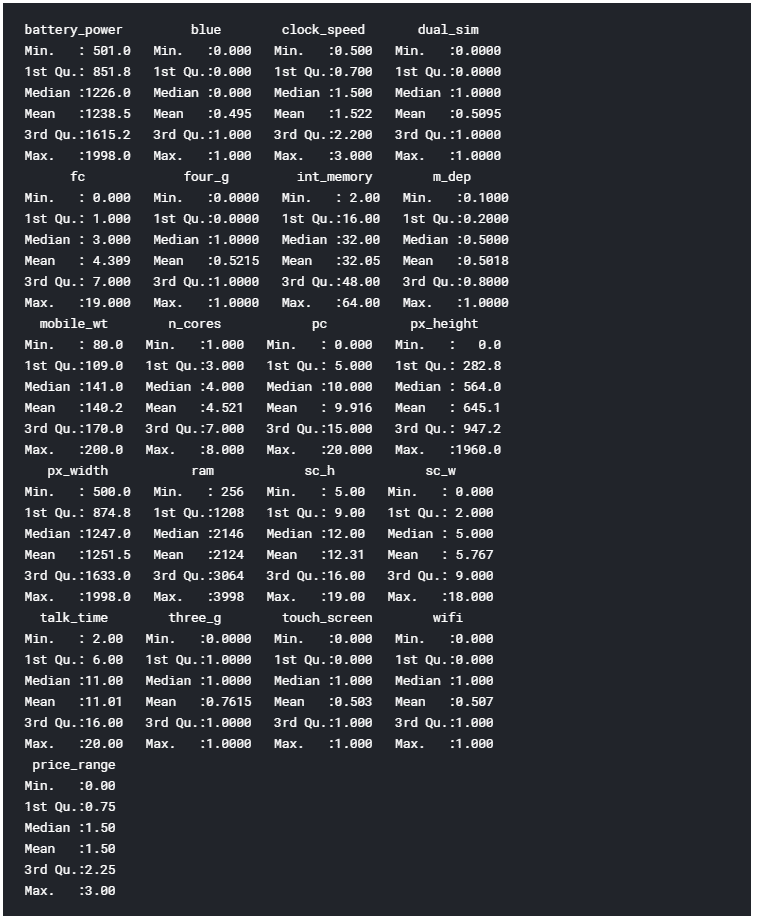 battery_power blue clock_speed dual_sim
Min. : 501.0 Min. :0.000 Min. :0.500 Min. :0.0000
1st Qu.: 851.8 1st Qu.:0.000 1st Qu.:0.700 1st Qu.:0.0000
Median :1226.0 Median :0.000 Median :1.500 Median :1.0000
Mean :1238.5 Mean :0.495 Mean :1.522 Mean :0.5095
3rd Qu.:1615.2 3rd Qu.:1.000 3rd Qu.:2.200 3rd Qu.:1.0000
Max. :1998.0 Max. :1.000 Max. :3.000 Max. :1.0000
fc four_g int_memory m_dep
Min. : 0.000 Min. :0.0000 Min. : 2.00 Min. :0.1000
1st Qu.: 1.000 1st Qu.:0.0000 1st Qu.:16.00 1st Qu.:0.2000
Median : 3.000 Median :1.0000 Median :32.00 Median :0.5000
Mean : 4.309 Mean :0.5215 Mean :32.05 Mean :0.5018
3rd Qu.: 7.000 3rd Qu.:1.0000 3rd Qu.:48.00 3rd Qu.:0.8000
Max. :19.000 Max. :1.0000 Max. :64.00 Max. :1.0000
mobile_wt n_cores pc px_height
Min. : 80.0 Min. :1.000 Min. : 0.000 Min. : 0.0
1st Qu.:109.0 1st Qu.:3.000 1st Qu.: 5.000 1st Qu.: 282.8
Median :141.0 Median :4.000 Median :10.000 Median : 564.0
Mean :140.2 Mean :4.521 Mean : 9.916 Mean : 645.1
3rd Qu.:170.0 3rd Qu.:7.000 3rd Qu.:15.000 3rd Qu.: 947.2
Max. :200.0 Max. :8.000 Max. :20.000 Max. :1960.0
px_width ram sc_h sc_w
Min. : 500.0 Min. : 256 Min. : 5.00 Min. : 0.000
1st Qu.: 874.8 1st Qu.:1208 1st Qu.: 9.00 1st Qu.: 2.000
Median :1247.0 Median :2146 Median :12.00 Median : 5.000
Mean :1251.5 Mean :2124 Mean :12.31 Mean : 5.767
3rd Qu.:1633.0 3rd Qu.:3064 3rd Qu.:16.00 3rd Qu.: 9.000
Max. :1998.0 Max. :3998 Max. :19.00 Max. :18.000
talk_time three_g touch_screen wifi
Min. : 2.00 Min. :0.0000 Min. :0.000 Min. :0.000
1st Qu.: 6.00 1st Qu.:1.0000 1st Qu.:0.000 1st Qu.:0.000
Median :11.00 Median :1.0000 Median :1.000 Median :1.000
Mean :11.01 Mean :0.7615 Mean :0.503 Mean :0.507
3rd Qu.:16.00 3rd Qu.:1.0000 3rd Qu.:1.000 3rd Qu.:1.000
Max. :20.00 Max. :1.0000 Max. :1.000 Max. :1.000
price_range
Min. :0.00
1st Qu.:0.75
Median :1.50
Mean :1.50
3rd Qu.:2.25
Max. :3.00